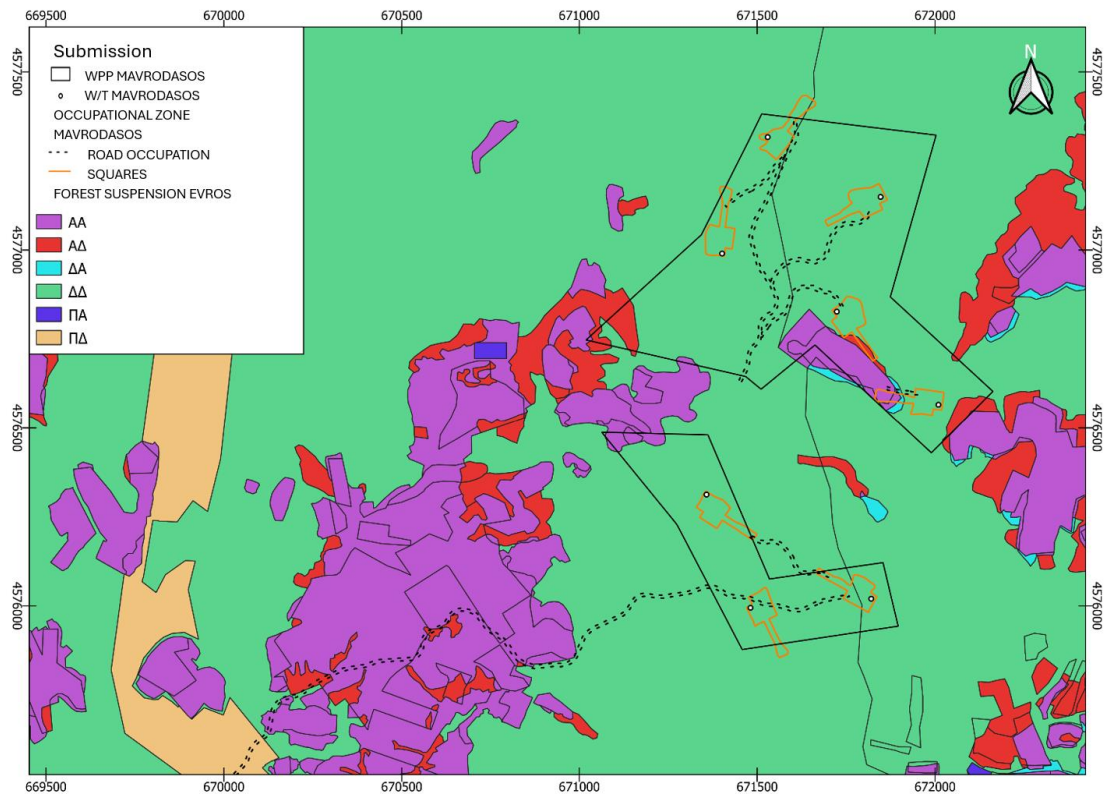 669500 670000 670500 671000 671500 672000
Submission
WPP MAVRODASOS
W/T MAVRODASOS
OCCUPATIONAL ZONE
MAVRODASOS
ROAD OCCUPATION
SQUARES
FOREST SUSPENSION EVROS
ΑΑ
ΑΔ
ΔΑ
ΔΔ
ΠΑ
ΠΔ
N
4577500
4577000
4576500
4576000
4577500
4577000
4576500
4576000
669500 670000 670500 671000 671500 672000